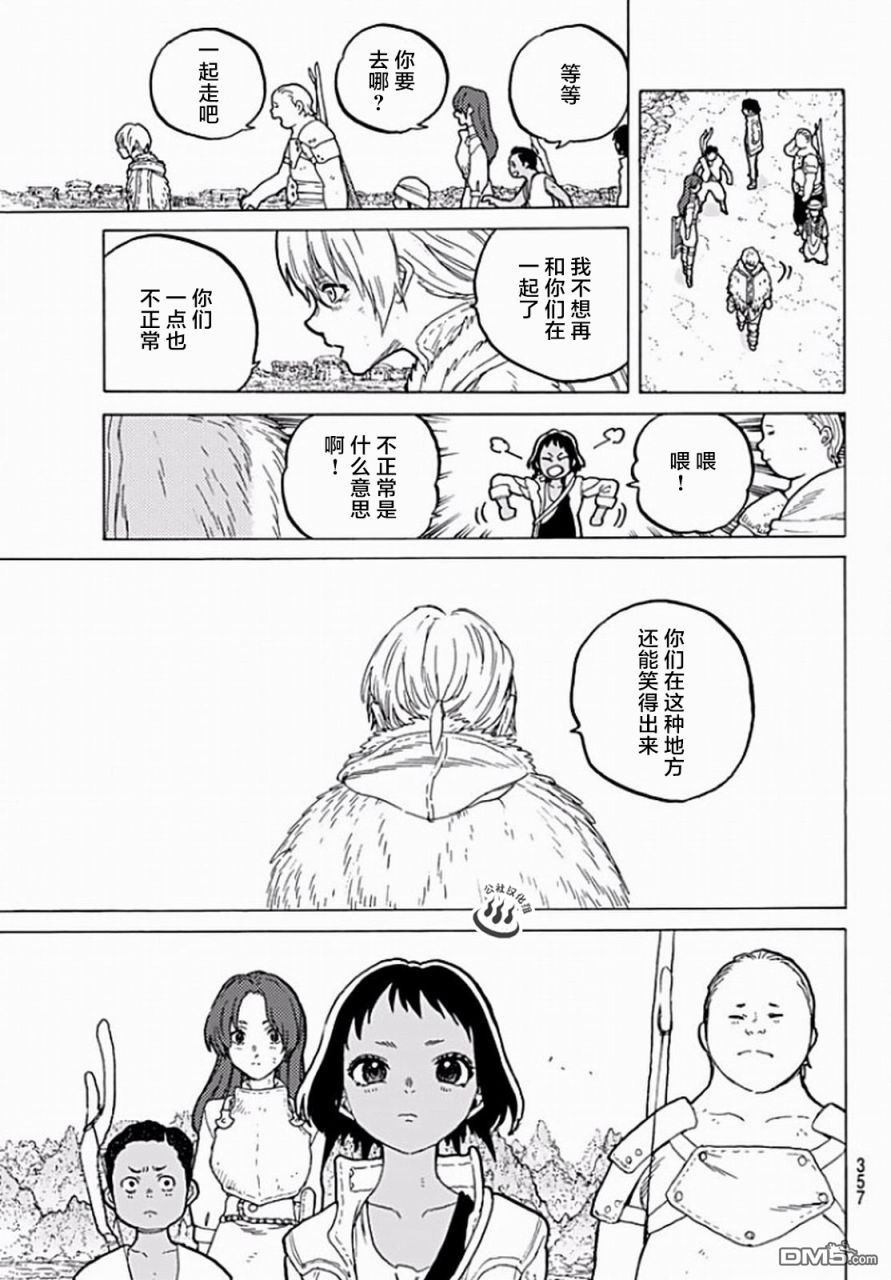 等等
你要
去哪?
一起走吧
我不想再
和你们在
一起了
你们
一点也
不正常
喂
喂!
不正常是
什么意思
啊!
你们在这种地方
还能笑得出来
公社汉化组
357
DM5.com